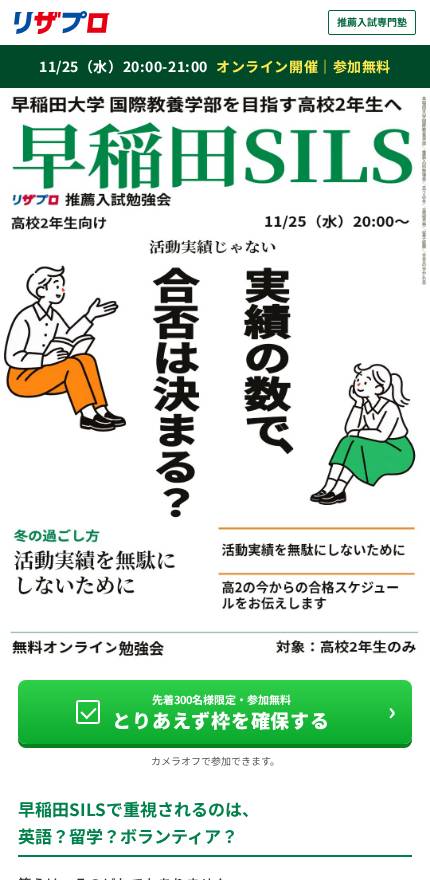 リザプロ
推薦入試専門塾
11/25（水）20:00-21:00 オンライン開催｜参加無料
早稲田大学 国際教養学部を目指す高校2年生へ
早稲田SILS
リザプロ 推薦入試勉強会
高校2年生向け
11/25（水）20:00〜
活動実績じゃない
実績の数で、
合否は決まる？
冬の過ごし方
活動実績を無駄に
しないために
活動実績を無駄にしないために
高2の今からの合格スケジュー
ルをお伝えします
無料オンライン勉強会
対象：高校2年生のみ
先着300名様限定・参加無料
とりあえず枠を確保する
カメラオフで参加できます。
早稲田SILSで重視されるのは、
英語？留学？ボランティア？